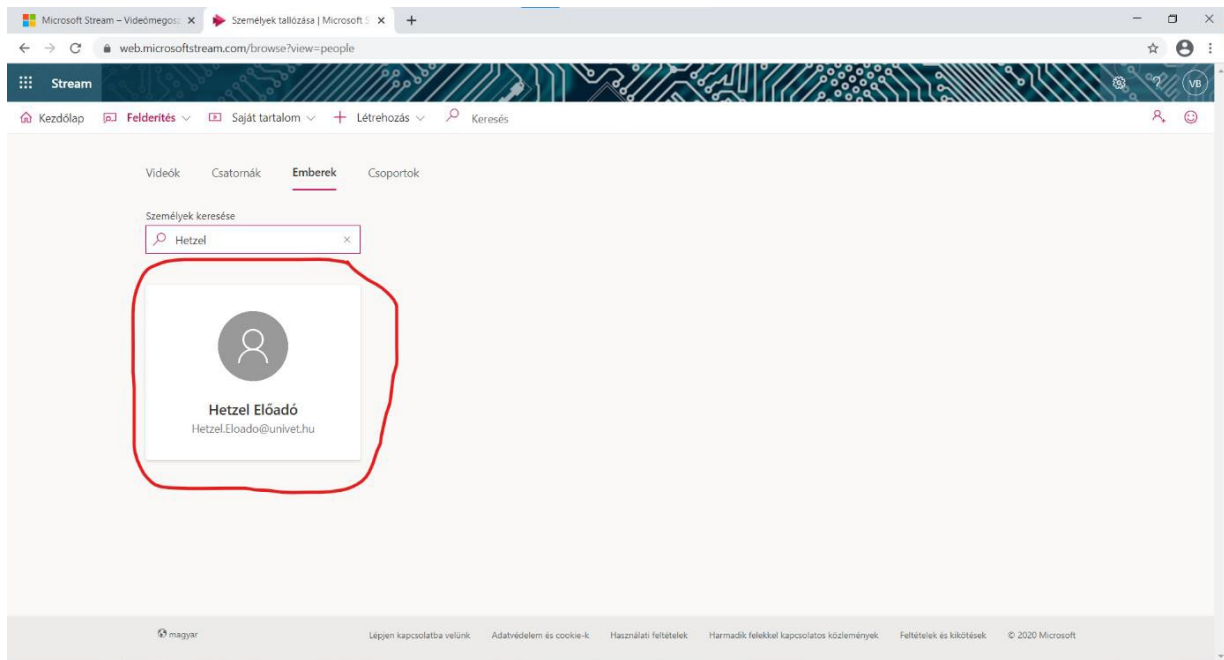 Microsoft Stream – Videómegosz
Személyek tallózása | Microsoft S
web.microsoftstream.com/browse?view=people
Stream
VB
Kezdőlap Felderítés Saját tartalom Létrehozás Keresés
Videók Csatornák Emberek Csoportok
Személyek keresése
Hetzel
Hetzel Előadó
Hetzel.Eloado@univet.hu
magyar Lépjen kapcsolatba velünk Adatvédelem és cookie-k Használati feltételek Harmadik felekkel kapcsolatos közlemények Feltételek és kikötések © 2020 Microsoft